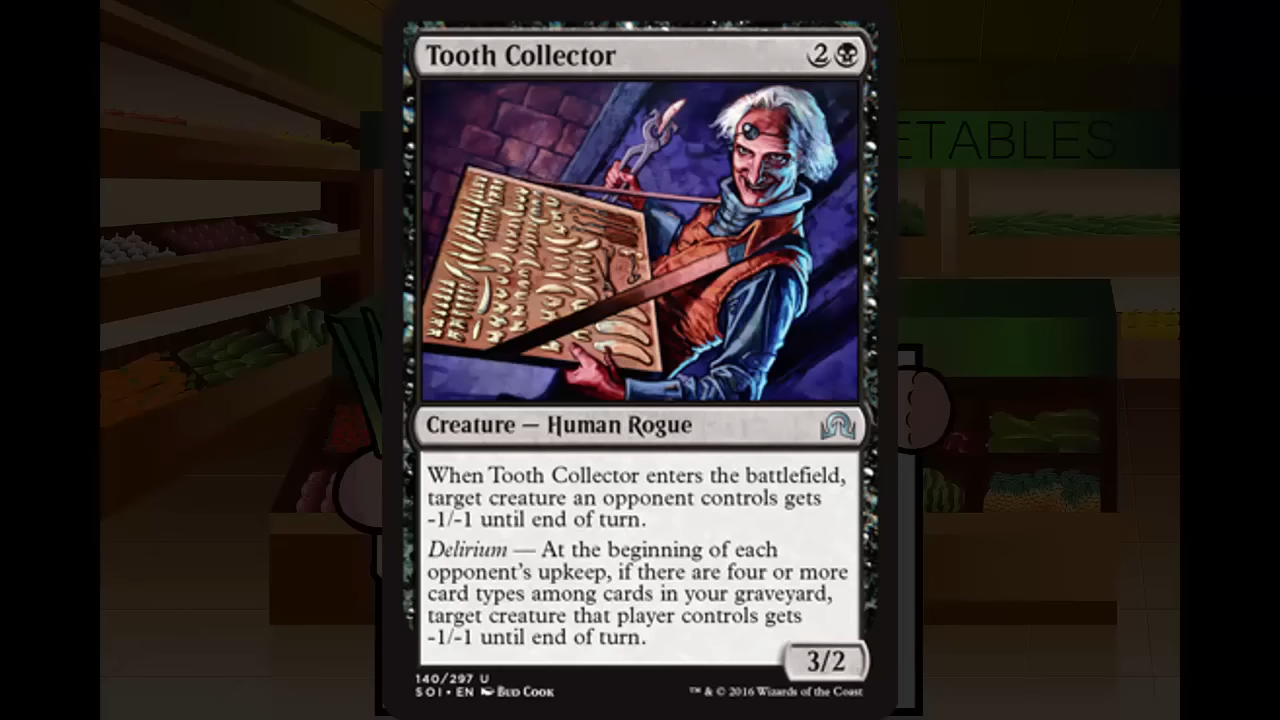 Tooth Collector 2
ETABLES
Creature — Human Rogue
When Tooth Collector enters the battlefield,
target creature an opponent controls gets
-1/-1 until end of turn.
Delirium — At the beginning of each
opponent's upkeep, if there are four or more
card types among cards in your graveyard,
target creature that player controls gets
-1/-1 until end of turn.
3/2
140/297 U
SOI • EN BUD COOK
™ & © 2016 Wizards of the Coast